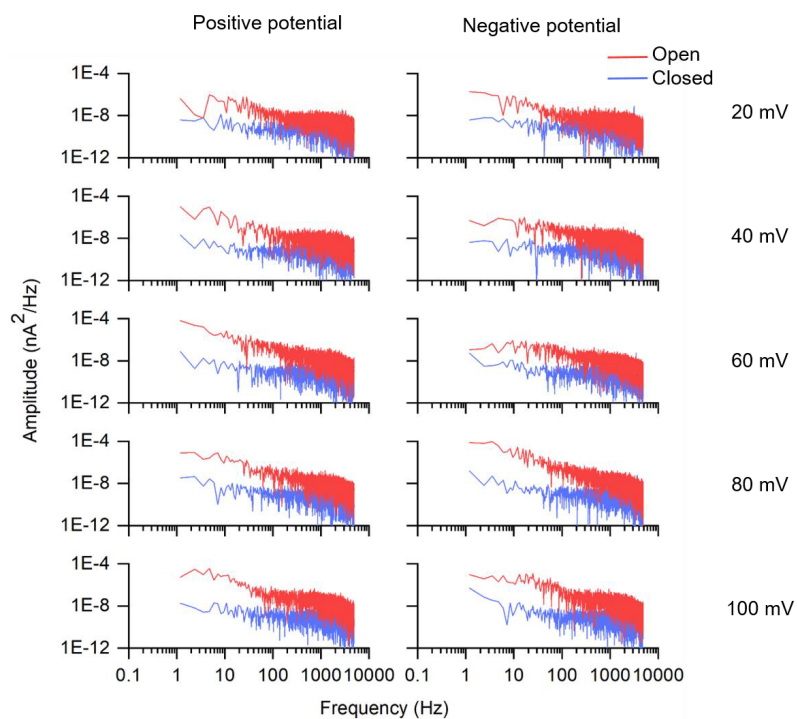 Positive potential
Negative potential
Open
Closed
1E-4
1E-8
1E-12
20 mV
1E-4
1E-8
1E-12
40 mV
1E-4
1E-8
1E-12
60 mV
1E-4
1E-8
1E-12
80 mV
1E-4
1E-8
1E-12
100 mV
0.1 1 10 100 1000 10000
0.1 1 10 100 1000 10000
Amplitude (nA²/Hz)
Frequency (Hz)